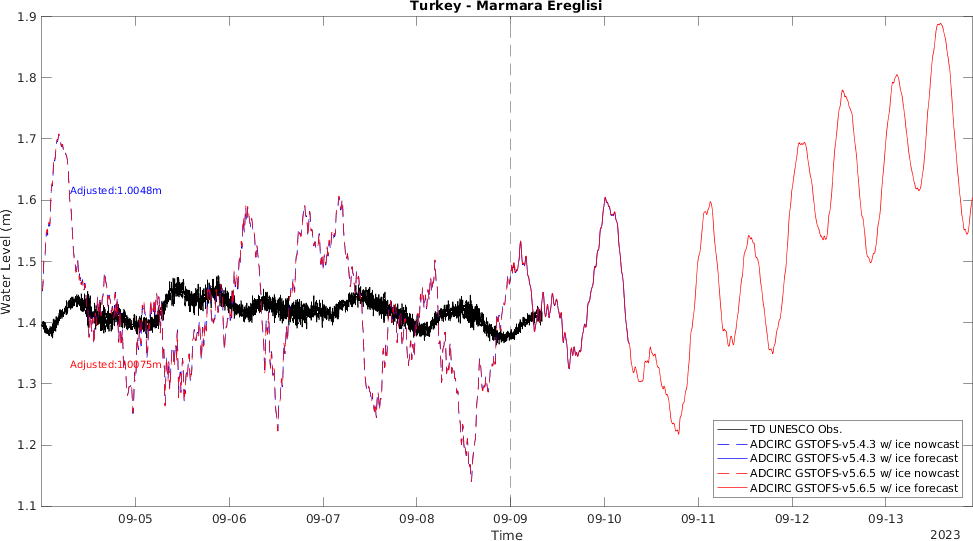 Turkey - Marmara Ereglisi
Water Level (m)
1.9
1.8
1.7
1.6
1.5
1.4
1.3
1.2
1.1
Adjusted:1.0048m
Adjusted:1.0075m
TD UNESCO Obs.
ADCIRC GSTOFS-v5.4.3 w/ ice nowcast
ADCIRC GSTOFS-v5.4.3 w/ ice forecast
ADCIRC GSTOFS-v5.6.5 w/ ice nowcast
ADCIRC GSTOFS-v5.6.5 w/ ice forecast
09-05 09-06 09-07 09-08 09-09 09-10 09-11 09-12 09-13
Time
2023